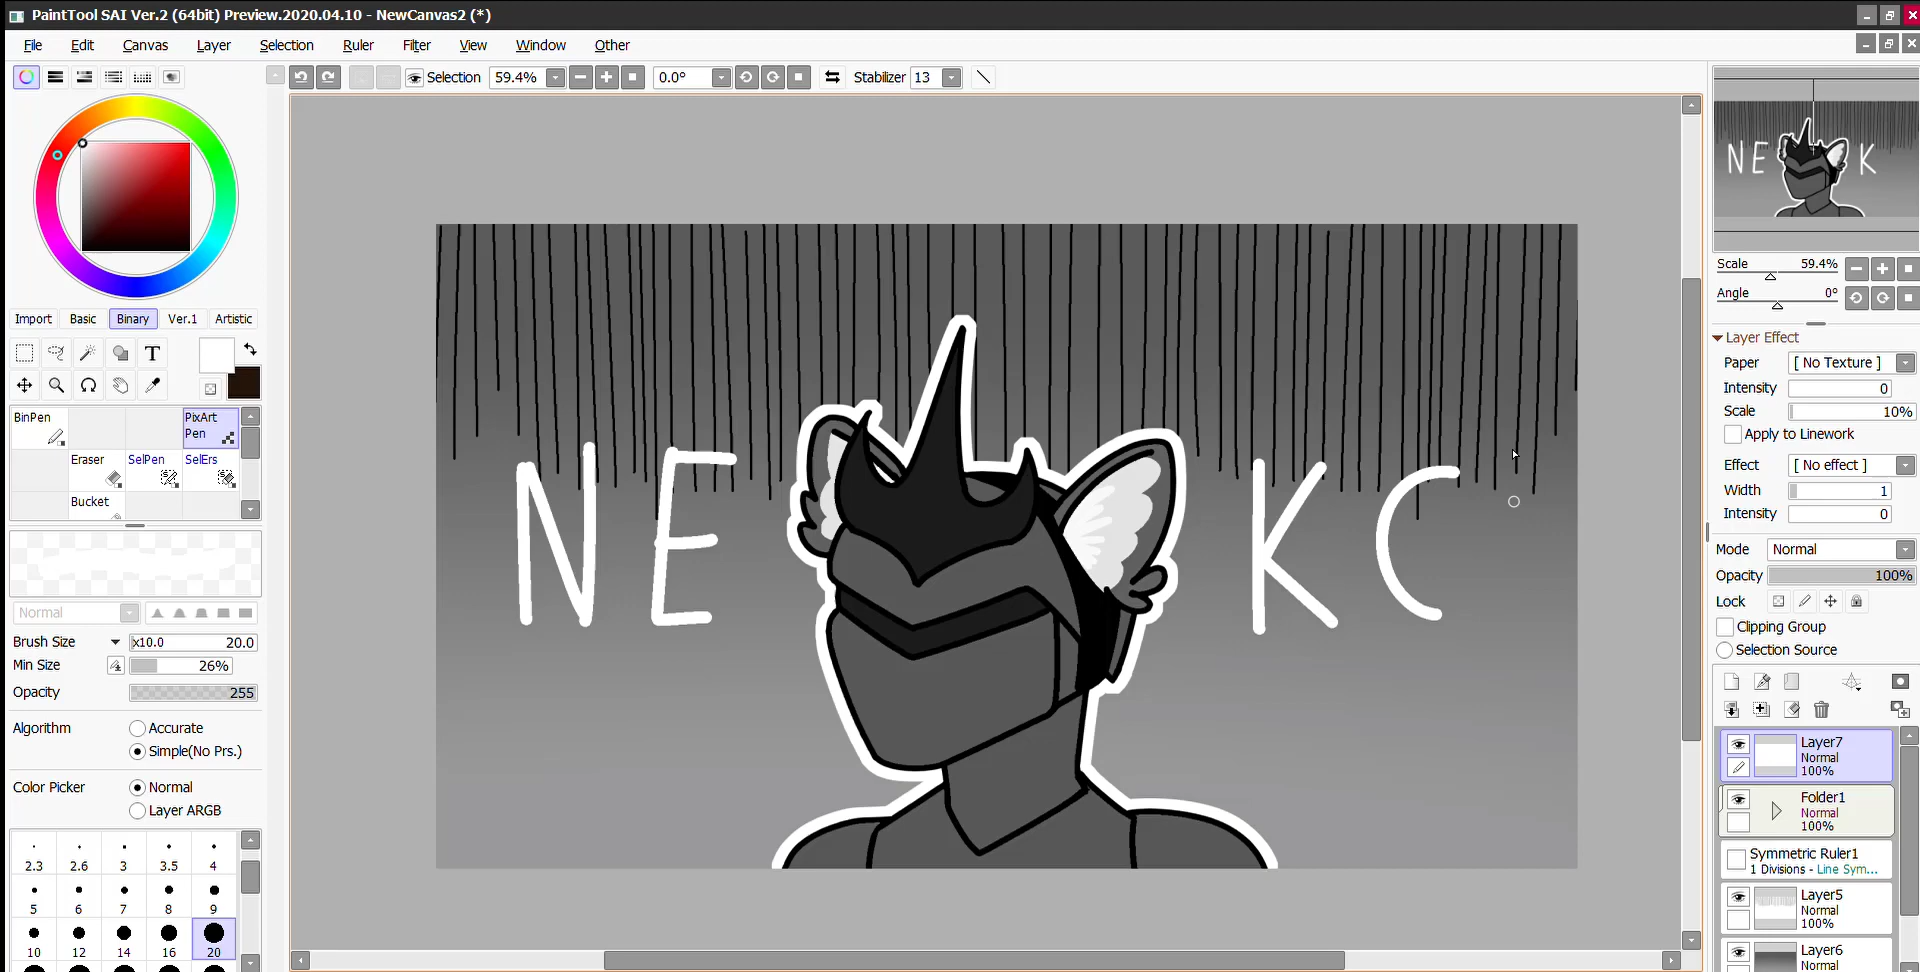 PaintTool SAI Ver.2 (64bit) Preview.2020.04.10 - NewCanvas2 (*)
File Edit Canvas Layer Selection Ruler Filter View Window Other
Selection 59.4% 0.0° Stabilizer 13
Import Basic Binary Ver.1 Artistic
T
BinPen PixArt Pen
Eraser SelPen SelErs
Bucket
Normal
Brush Size x10.0 20.0
Min Size 26%
Opacity 255
Algorithm Accurate
Simple(No Prs.)
Color Picker Normal
Layer ARGB
2.3 2.6 3 3.5 4
5 6 7 8 9
10 12 14 16 20
NE KC
NE K
Scale 59.4%
Angle 0°
Layer Effect
Paper [ No Texture ]
Intensity 0
Scale 10%
Apply to Linework
Effect [ No effect ]
Width 1
Intensity 0
Mode Normal
Opacity 100%
Lock
Clipping Group
Selection Source
Layer7
Normal
100%
Folder1
Normal
100%
Symmetric Ruler1
1 Divisions - Line Sym...
Layer5
Normal
100%
Layer6
Normal